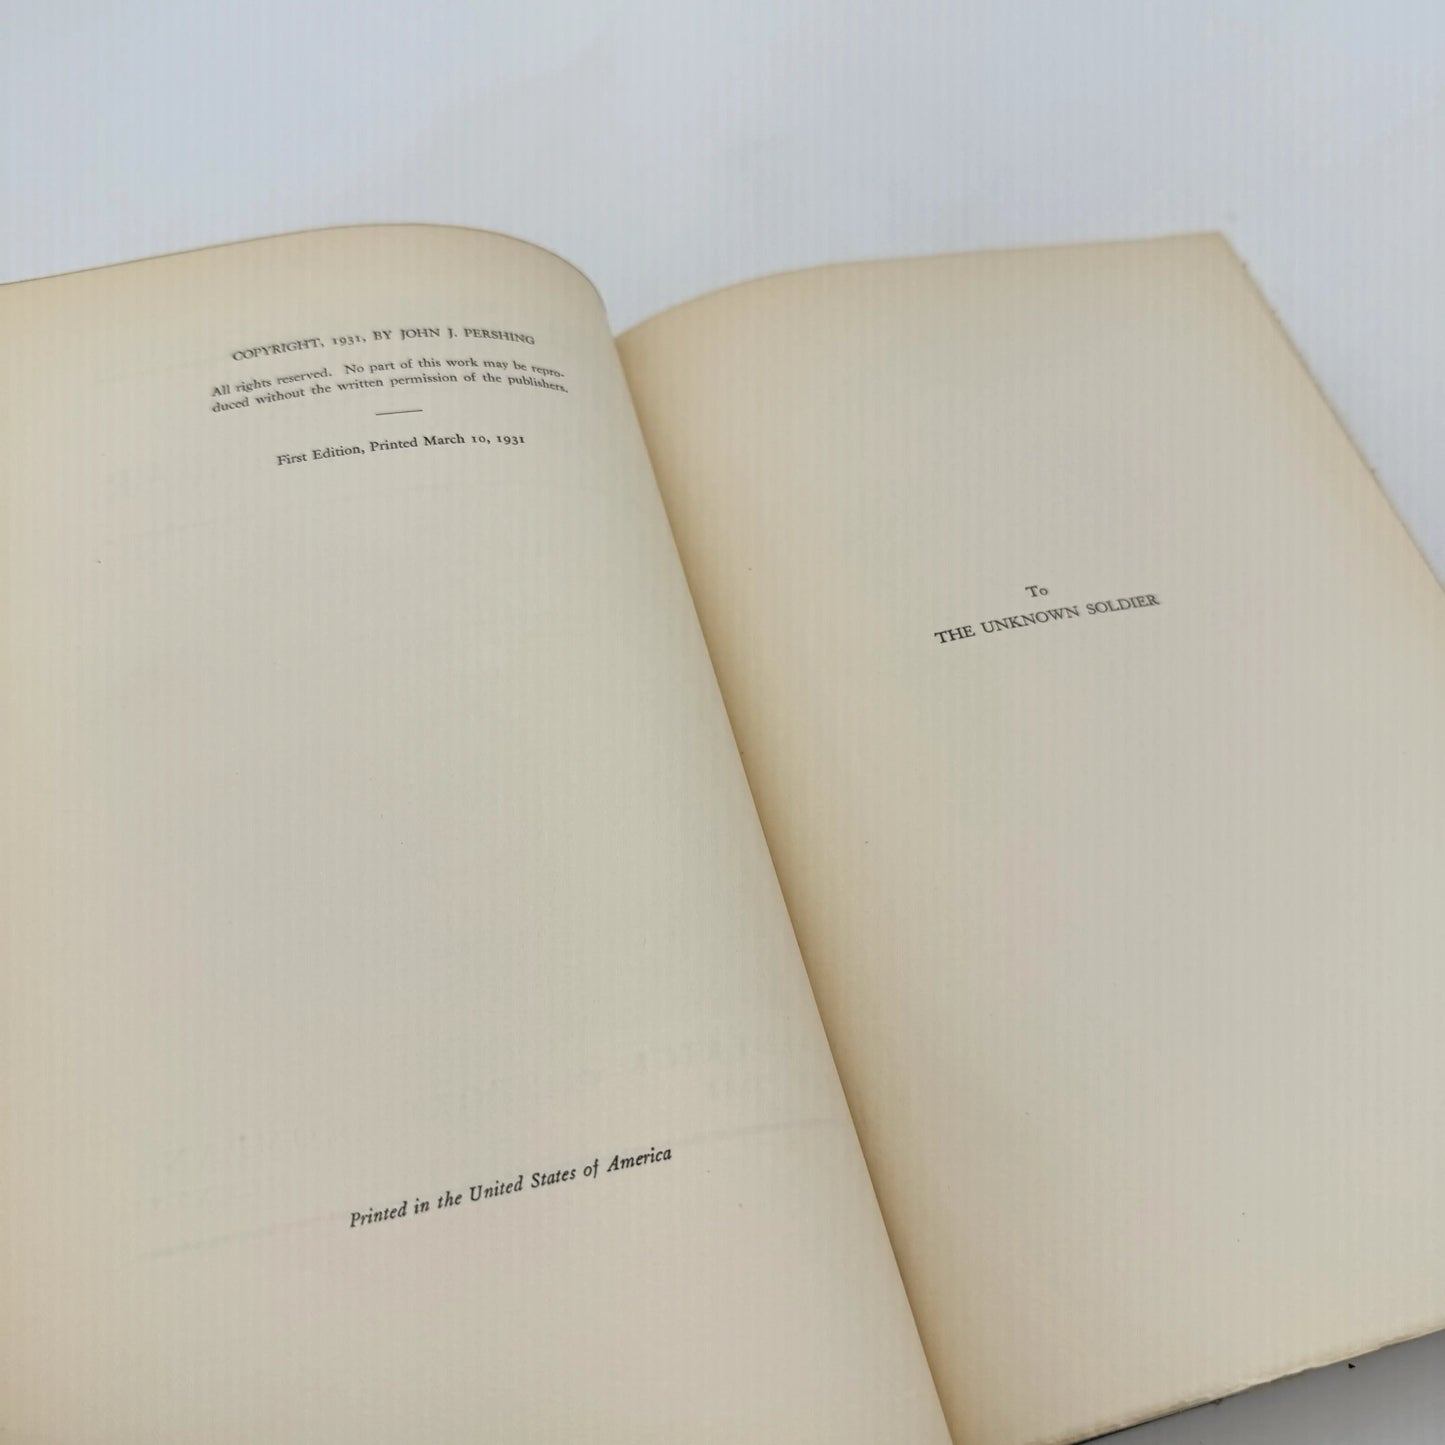 COPYRIGHT, 1931, BY JOHN J. PERSHING
All rights reserved. No part of this work may be repro-
duced without the written permission of the publishers.
First Edition, Printed March 10, 1931
Printed in the United States of America
To
THE UNKNOWN SOLDIER